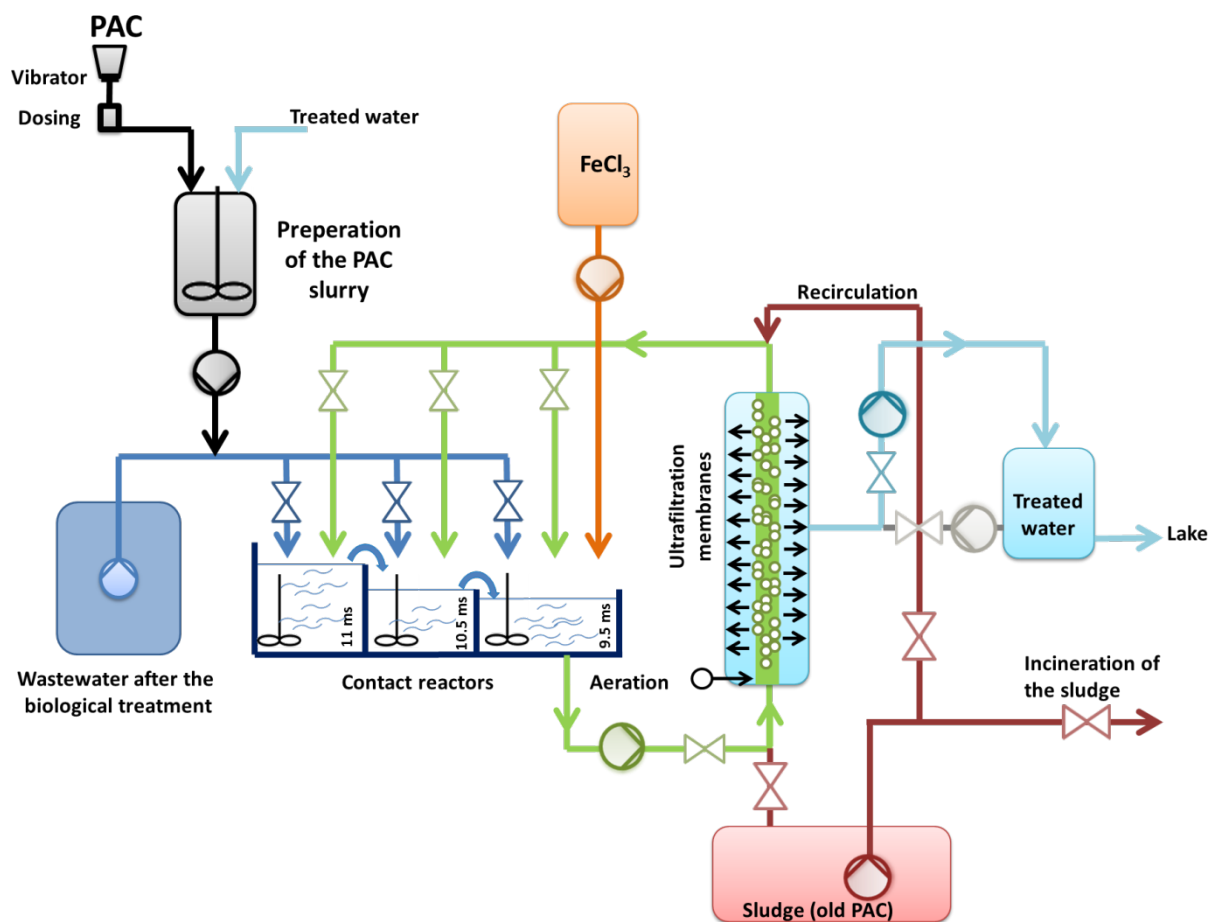 PAC
Vibrator
Dosing
Treated water
FeCl₃
Preperation
of the PAC
slurry
Recirculation
Ultrafiltration
membranes
Treated
water
Lake
11 ms
10.5 ms
9.5 ms
Wastewater after the
biological treatment
Contact reactors
Aeration
Incineration of
the sludge
Sludge (old PAC)